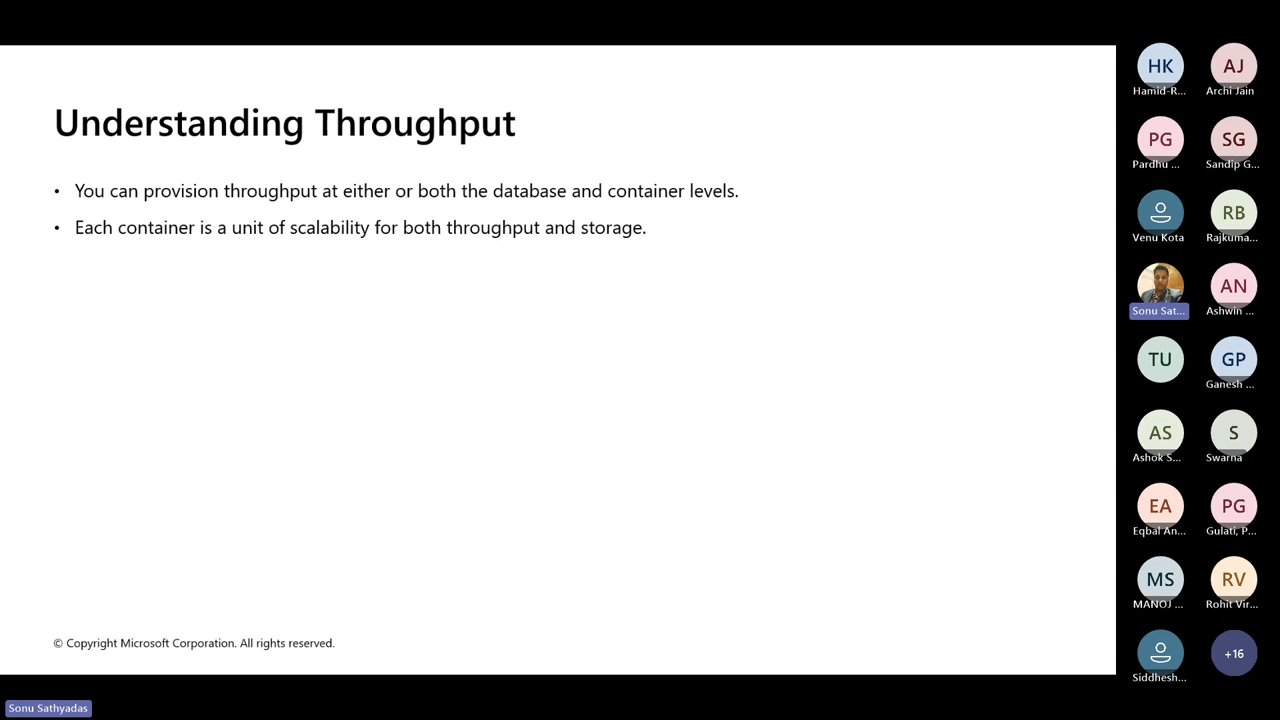 Understanding Throughput
• You can provision throughput at either or both the database and container levels.
• Each container is a unit of scalability for both throughput and storage.
© Copyright Microsoft Corporation. All rights reserved.
HK
Hamid-R...
AJ
Archi Jain
PG
Pardhu ...
SG
Sandip G...
Venu Kota
RB
Rajkuma...
Sonu Sat...
AN
Ashwin ...
TU
GP
Ganesh ...
AS
Ashok S...
S
Swarna
EA
Eqbal An...
PG
Gulati, P...
MS
MANOJ ...
RV
Rohit Vir...
Siddhesh...
+16
Sonu Sathyadas